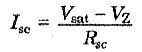 I_sc = (V_sat − V_Z) / R_sc